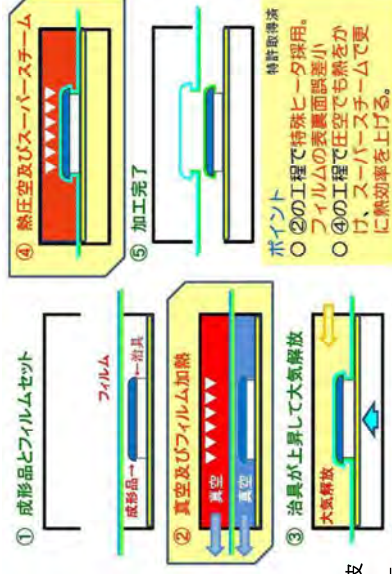 ① 成形品とフィルムセット
フィルム
成形品→
←治具
② 真空及びフィルム加熱
真空
真空
③ 治具が上昇して大気解放
大気解放
④ 熱圧空及びスーパースチーム
⑤ 加工完了
特許取得済
ポイント
○ ②の工程で特殊ヒータ採用。
フィルムの表裏面誤差小
○ ④の工程で圧空でも熱をか
け、スーパースチームで更
に熱効率を上げる。